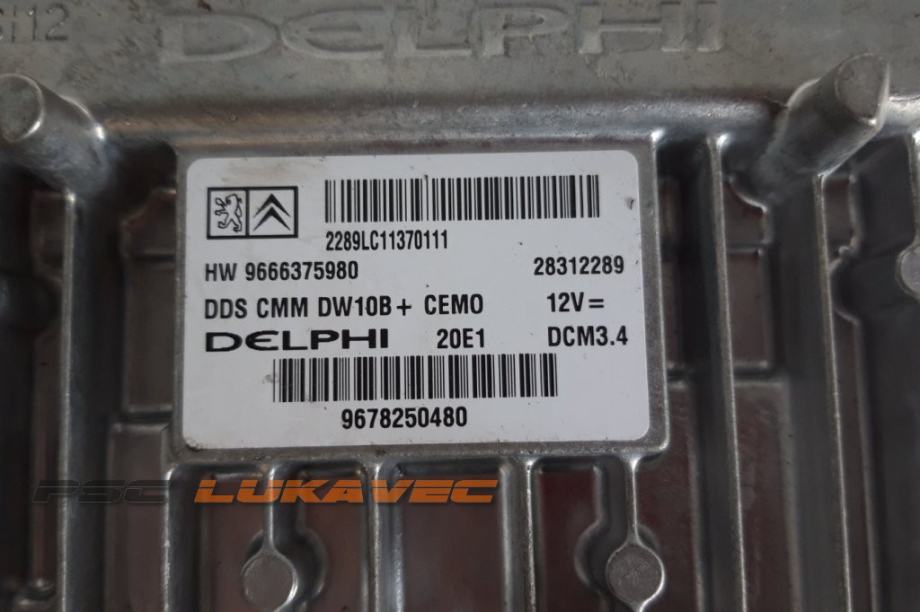 DELPHI
2289LC11370111
HW 9666375980 28312289
DDS CMM DW10B+ CEMO 12V=
DELPHI 20E1 DCM3.4
9678250480
PSC LUKAVEC